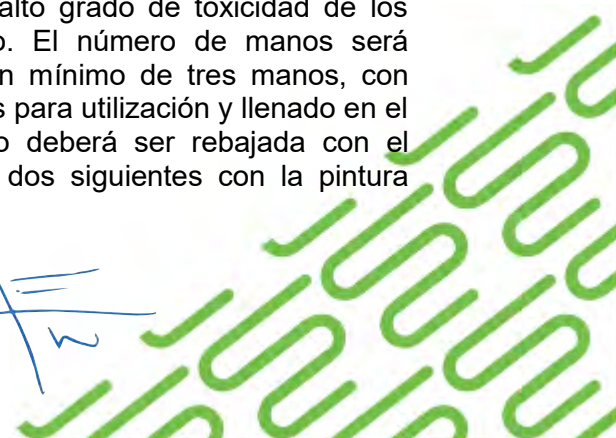 alto grado de toxicidad de los
. El número de manos será
n mínimo de tres manos, con
para utilización y llenado en el
deberá ser rebajada con el
dos siguientes con la pintura